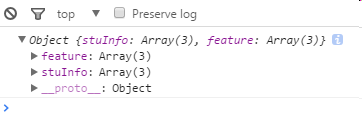 top Preserve log
Object {stuInfo: Array(3), feature: Array(3)}
feature: Array(3)
stuInfo: Array(3)
__proto__: Object